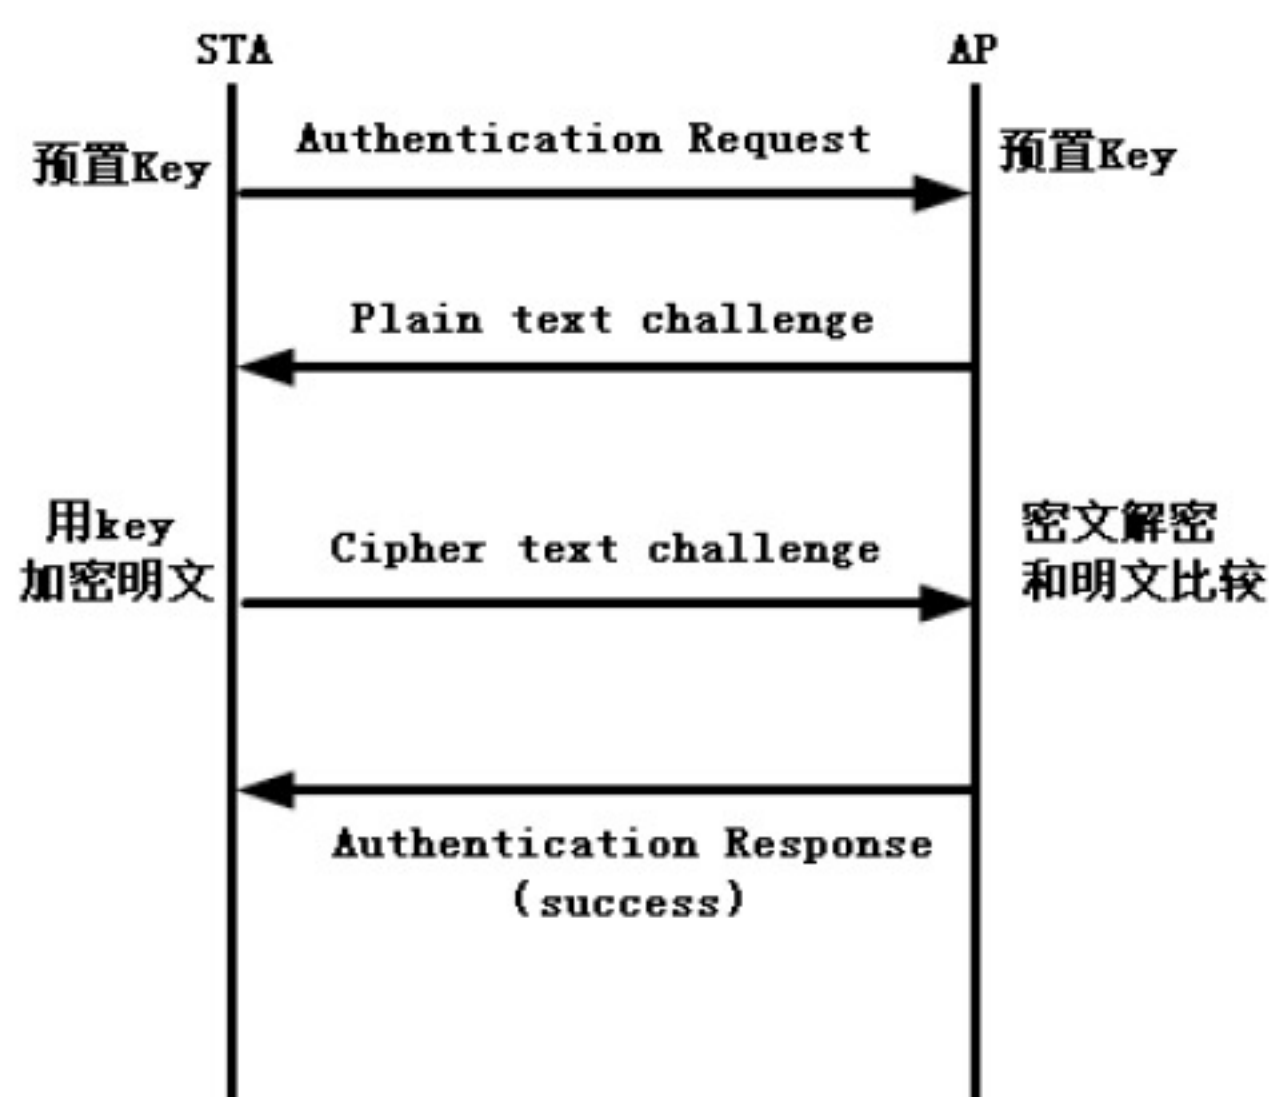 STA
AP
Authentication Request
预置Key
预置Key
Plain text challenge
用key
加密明文
Cipher text challenge
密文解密
和明文比较
Authentication Response
(success)